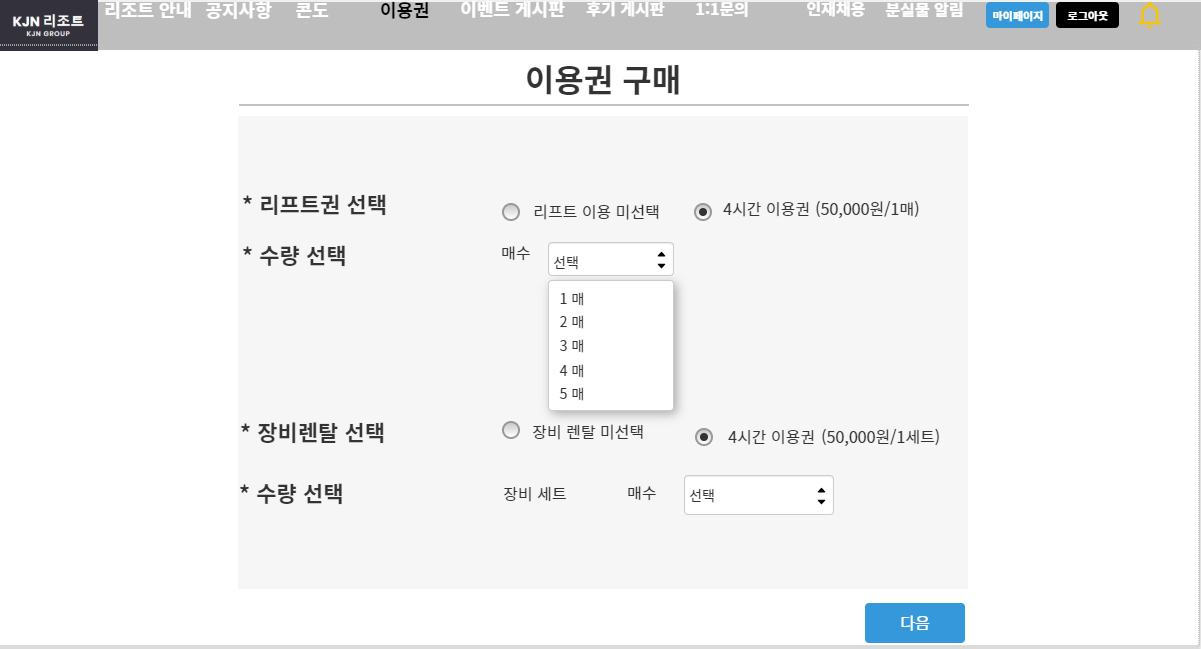 KJN 리조트
KJN GROUP
리조트 안내 공지사항 콘도 이용권 이벤트 게시판 후기 게시판 1:1문의 인재채용 분실물 알림 마이페이지 로그아웃
이용권 구매
* 리프트권 선택 리프트 이용 미선택 4시간 이용권 (50,000원/1매)
* 수량 선택 매수 선택
1 매
2 매
3 매
4 매
5 매
* 장비렌탈 선택 장비 렌탈 미선택 4시간 이용권 (50,000원/1세트)
* 수량 선택 장비 세트 매수 선택
다음